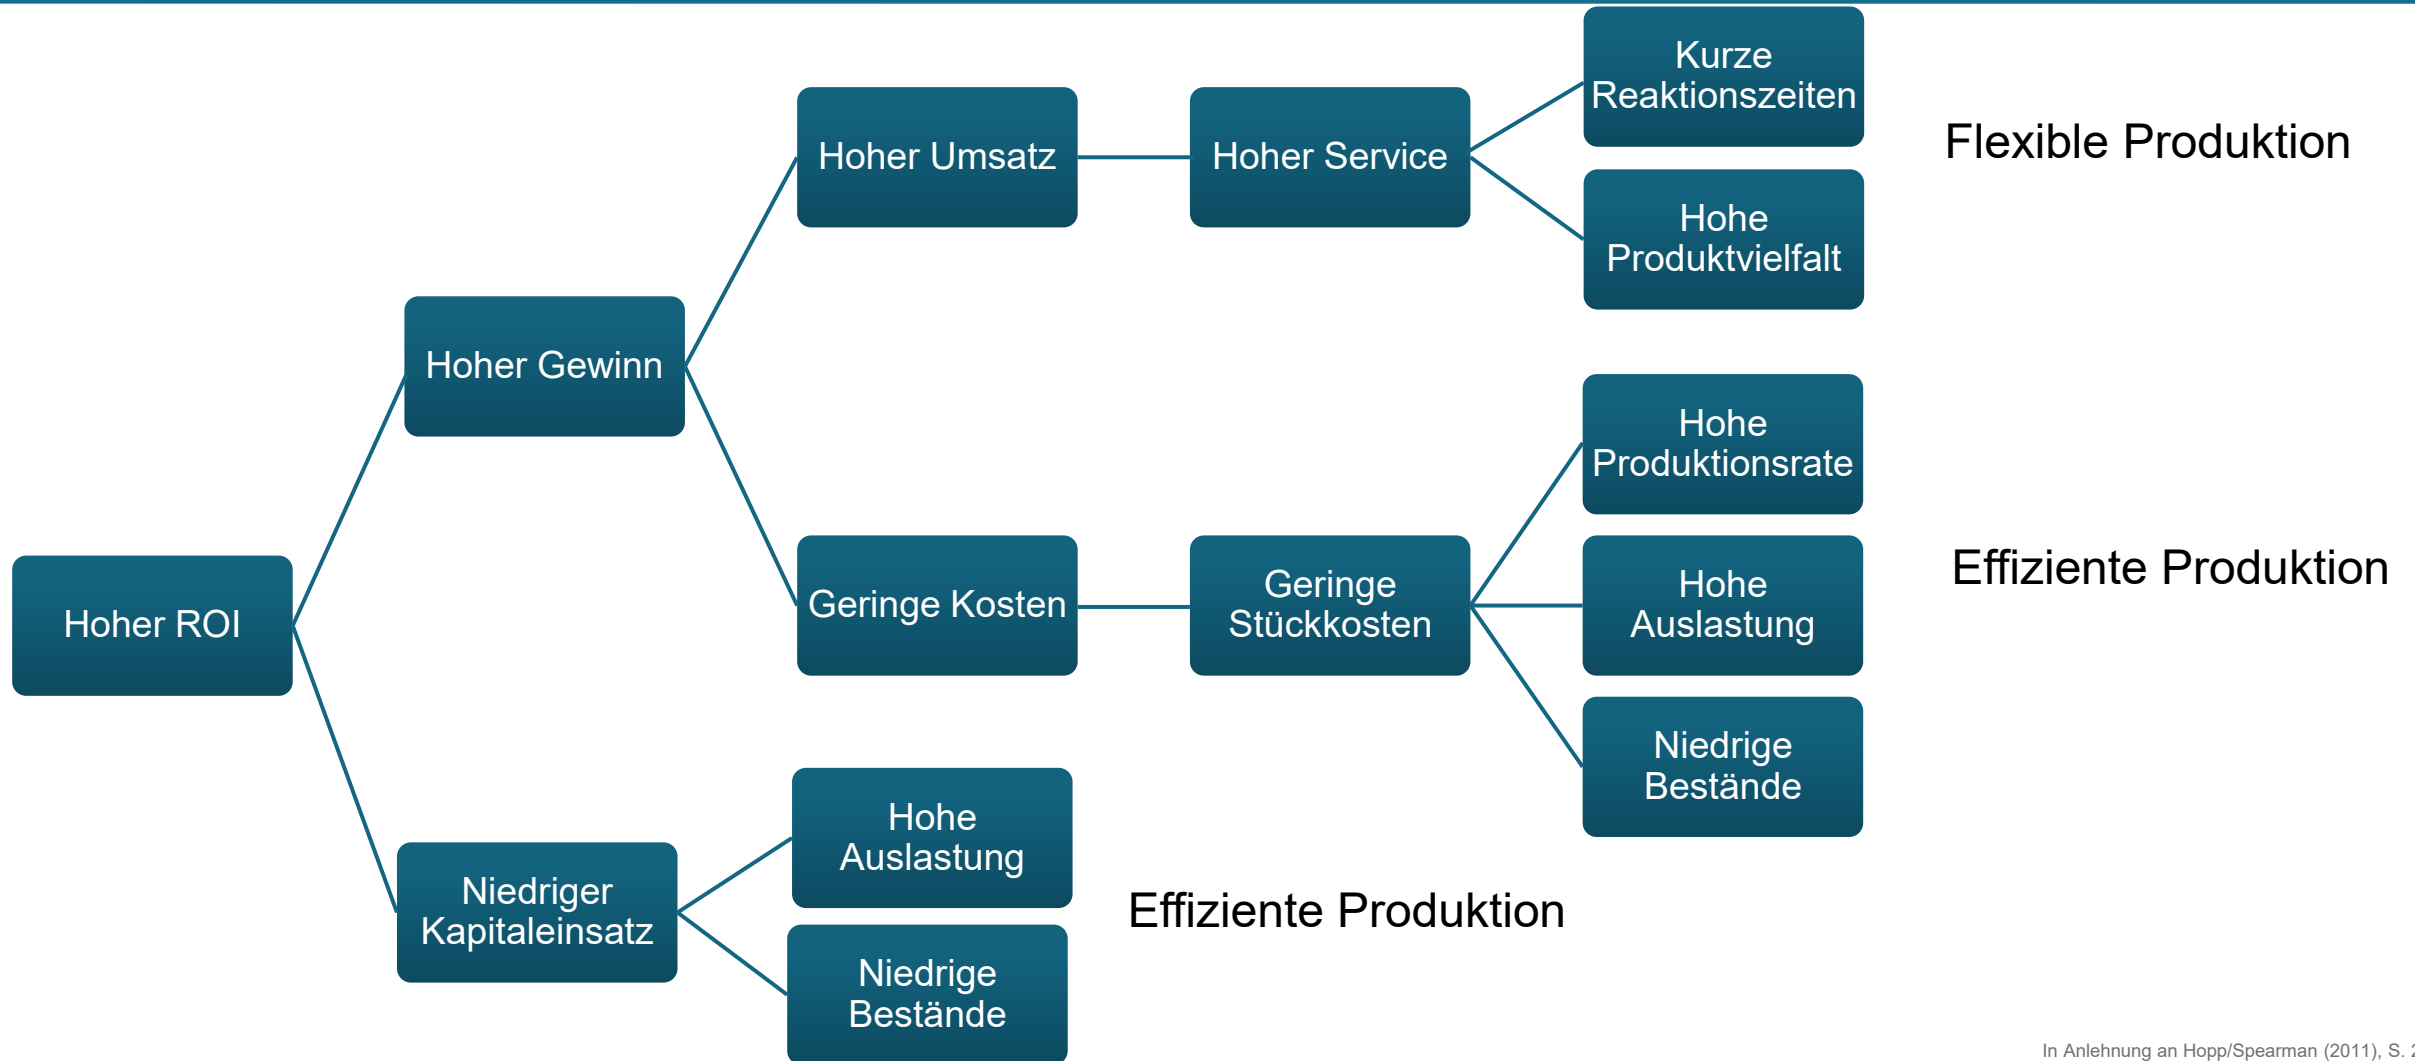 Kurze
Reaktionszeiten
Flexible Produktion
Hoher Umsatz
Hoher Service
Hohe
Produktvielfalt
Hoher Gewinn
Hohe
Produktionsrate
Effiziente Produktion
Geringe Kosten
Geringe
Stückkosten
Hohe
Auslastung
Hoher ROI
Niedrige
Bestände
Hohe
Auslastung
Niedriger
Kapitaleinsatz
Effiziente Produktion
Niedrige
Bestände
In Anlehnung an Hopp/Spearman (2011), S.